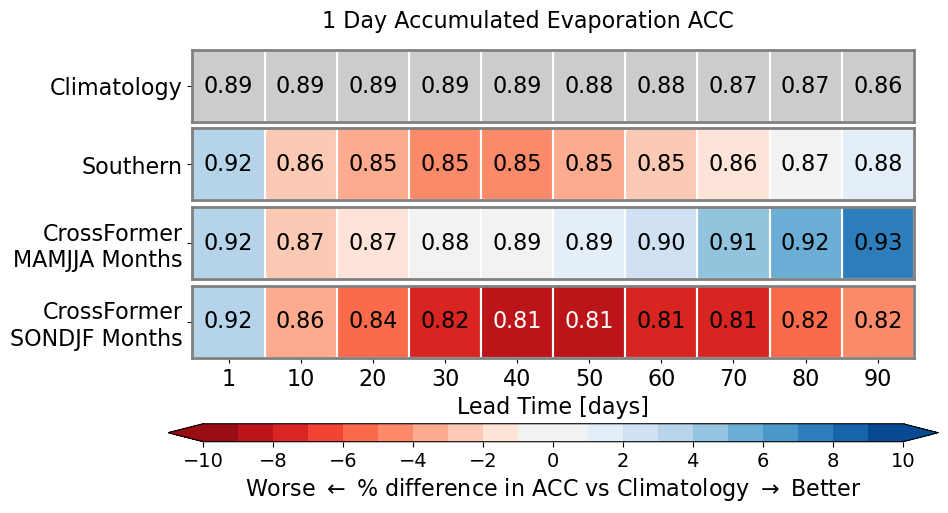 1 Day Accumulated Evaporation ACC
Climatology 0.89 0.89 0.89 0.89 0.89 0.88 0.88 0.87 0.87 0.86
Southern 0.92 0.86 0.85 0.85 0.85 0.85 0.85 0.86 0.87 0.88
CrossFormer
MAMJJA Months 0.92 0.87 0.87 0.88 0.89 0.89 0.90 0.91 0.92 0.93
CrossFormer
SONDJF Months 0.92 0.86 0.84 0.82 0.81 0.81 0.81 0.81 0.82 0.82
1 10 20 30 40 50 60 70 80 90
Lead Time [days]
−10 −8 −6 −4 −2 0 2 4 6 8 10
Worse ← % difference in ACC vs Climatology → Better